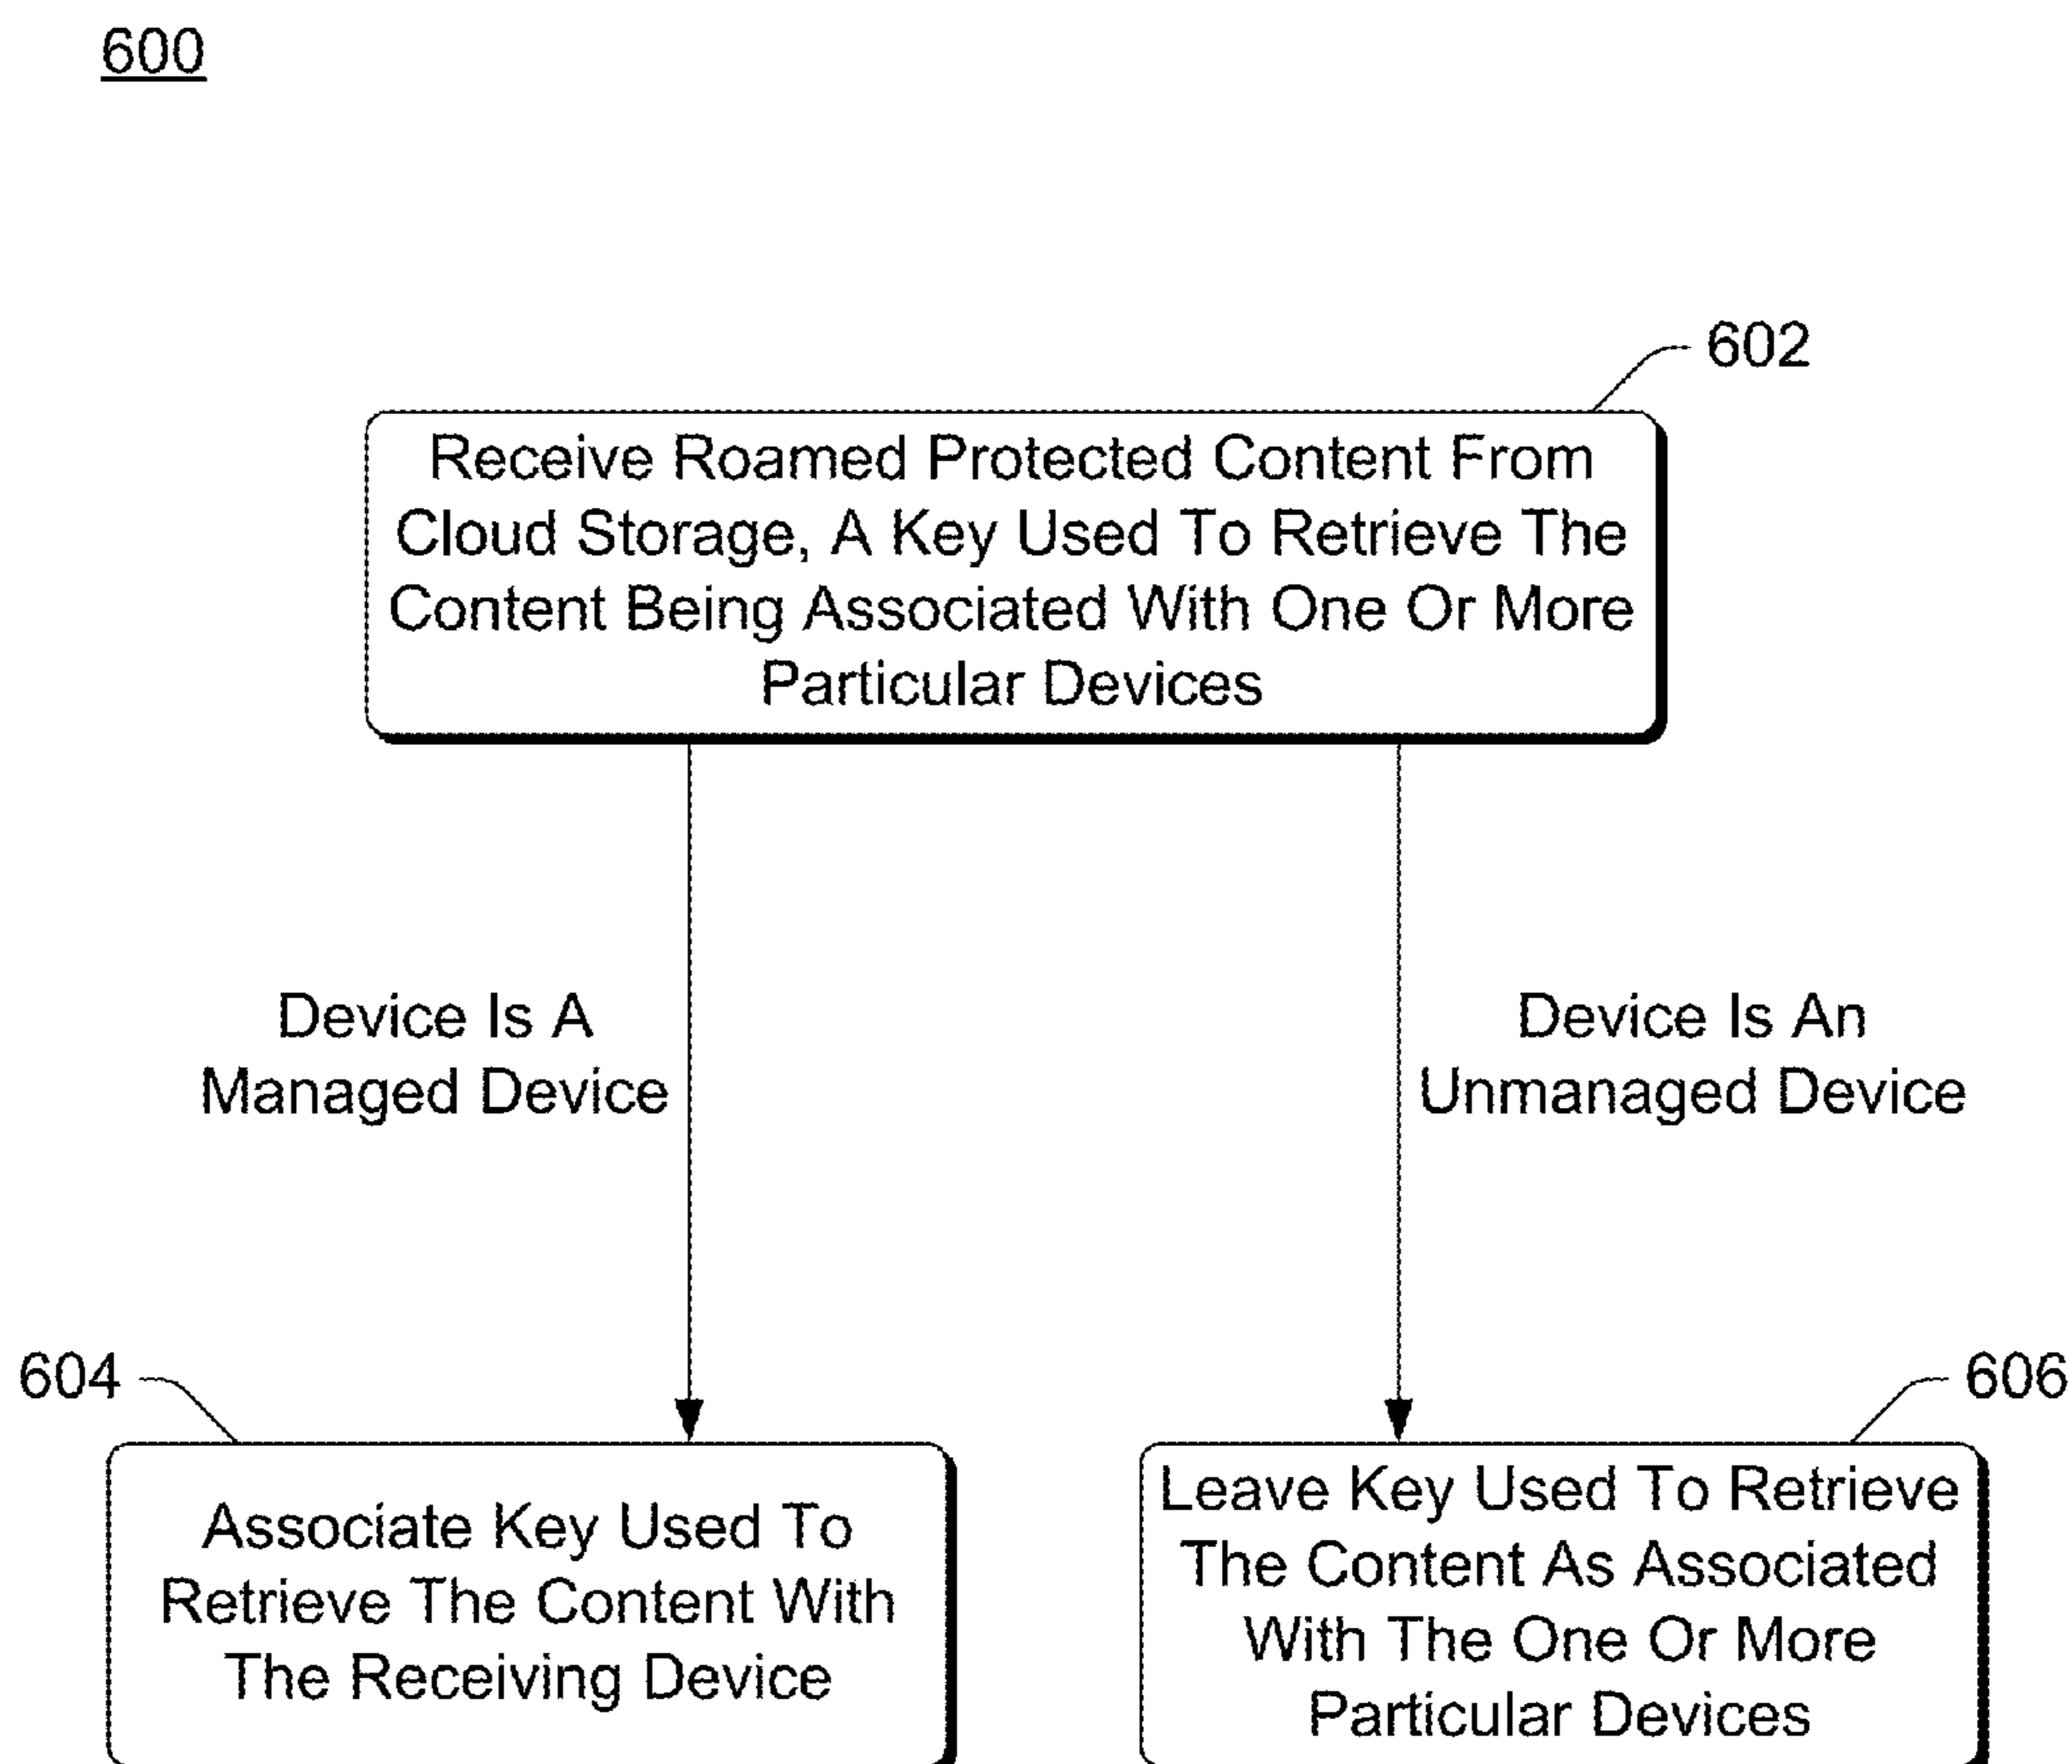 600
602
Receive Roamed Protected Content From
Cloud Storage, A Key Used To Retrieve The
Content Being Associated With One Or More
Particular Devices
Device Is A
Managed Device
Device Is An
Unmanaged Device
604
Associate Key Used To
Retrieve The Content With
The Receiving Device
606
Leave Key Used To Retrieve
The Content As Associated
With The One Or More
Particular Devices